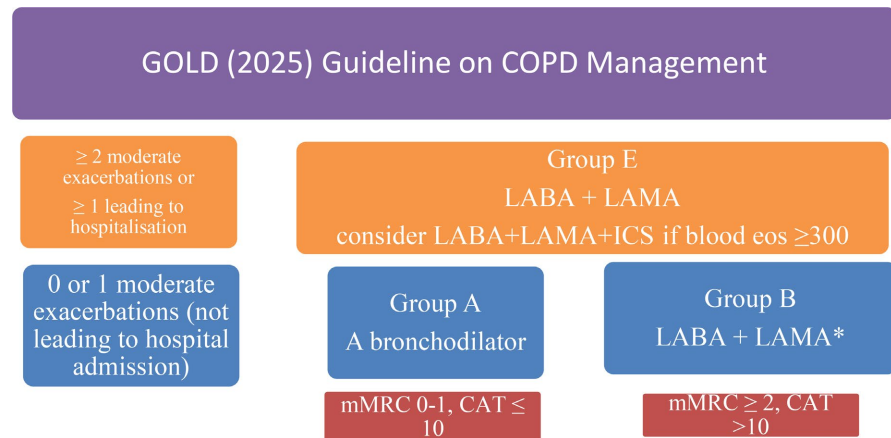 GOLD (2025) Guideline on COPD Management
≥ 2 moderate
exacerbations or
≥ 1 leading to
hospitalisation
Group E
LABA + LAMA
consider LABA+LAMA+ICS if blood eos ≥300
0 or 1 moderate
exacerbations (not
leading to hospital
admission)
Group A
A bronchodilator
Group B
LABA + LAMA*
mMRC 0-1, CAT ≤
10
mMRC ≥ 2, CAT
>10